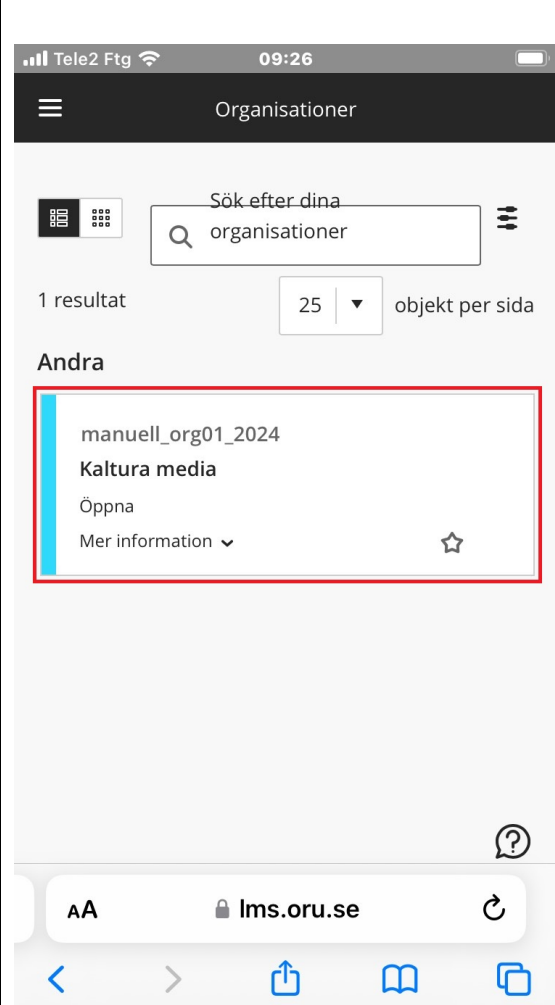 Tele2 Ftg 09:26
Organisationer
Sök efter dina
organisationer
1 resultat 25 objekt per sida
Andra
manuell_org01_2024
Kaltura media
Öppna
Mer information
AA lms.oru.se